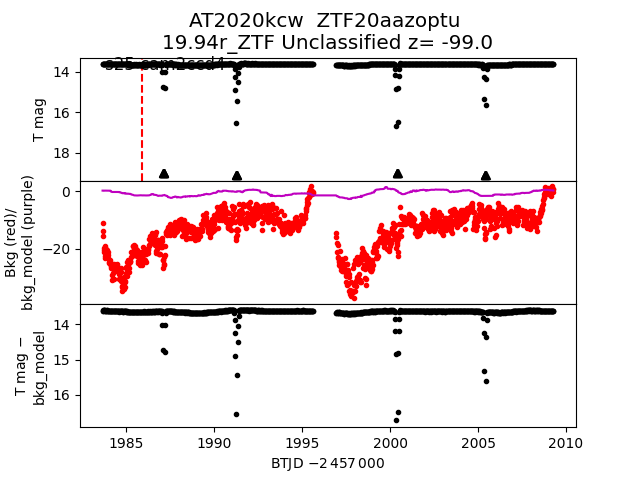 AT2020kcw  ZTF20aazoptu
19.94r_ZTF Unclassified z= -99.0
s25 cam2ccd4
T mag
14
16
18
Bkg (red)/
bkg_model (purple)
0
−20
T mag −
bkg_model
14
15
16
1985 1990 1995 2000 2005 2010
BTJD −2 457 000